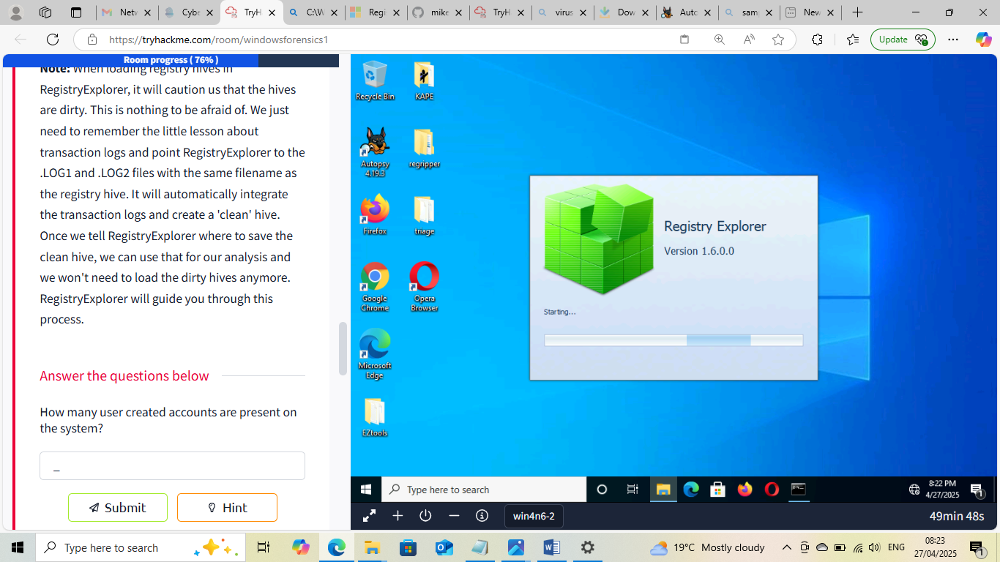 Netw
Cybe
TryH
C:\W
Regi
mike
TryH
virus
Dow
Auto
sam
New
https://tryhackme.com/room/windowsforensics1
Update
Room progress ( 76% )
Note: When loading registry hives in
RegistryExplorer, it will caution us that the hives
are dirty. This is nothing to be afraid of. We just
need to remember the little lesson about
transaction logs and point RegistryExplorer to the
.LOG1 and .LOG2 files with the same filename as
the registry hive. It will automatically integrate
the transaction logs and create a 'clean' hive.
Once we tell RegistryExplorer where to save the
clean hive, we can use that for our analysis and
we won't need to load the dirty hives anymore.
RegistryExplorer will guide you through this
process.
Answer the questions below
How many user created accounts are present on
the system?
_
Submit
Hint
Recycle Bin
KAPE
Autopsy
4.19.3
regripper
Firefox
triage
Google
Chrome
Opera
Browser
Microsoft
Edge
EZtools
Registry Explorer
Version 1.6.0.0
Starting...
Type here to search
8:22 PM
4/27/2025
1
win4n6-2
49min 48s
Type here to search
19°C Mostly cloudy
ENG
08:23
27/04/2025
1